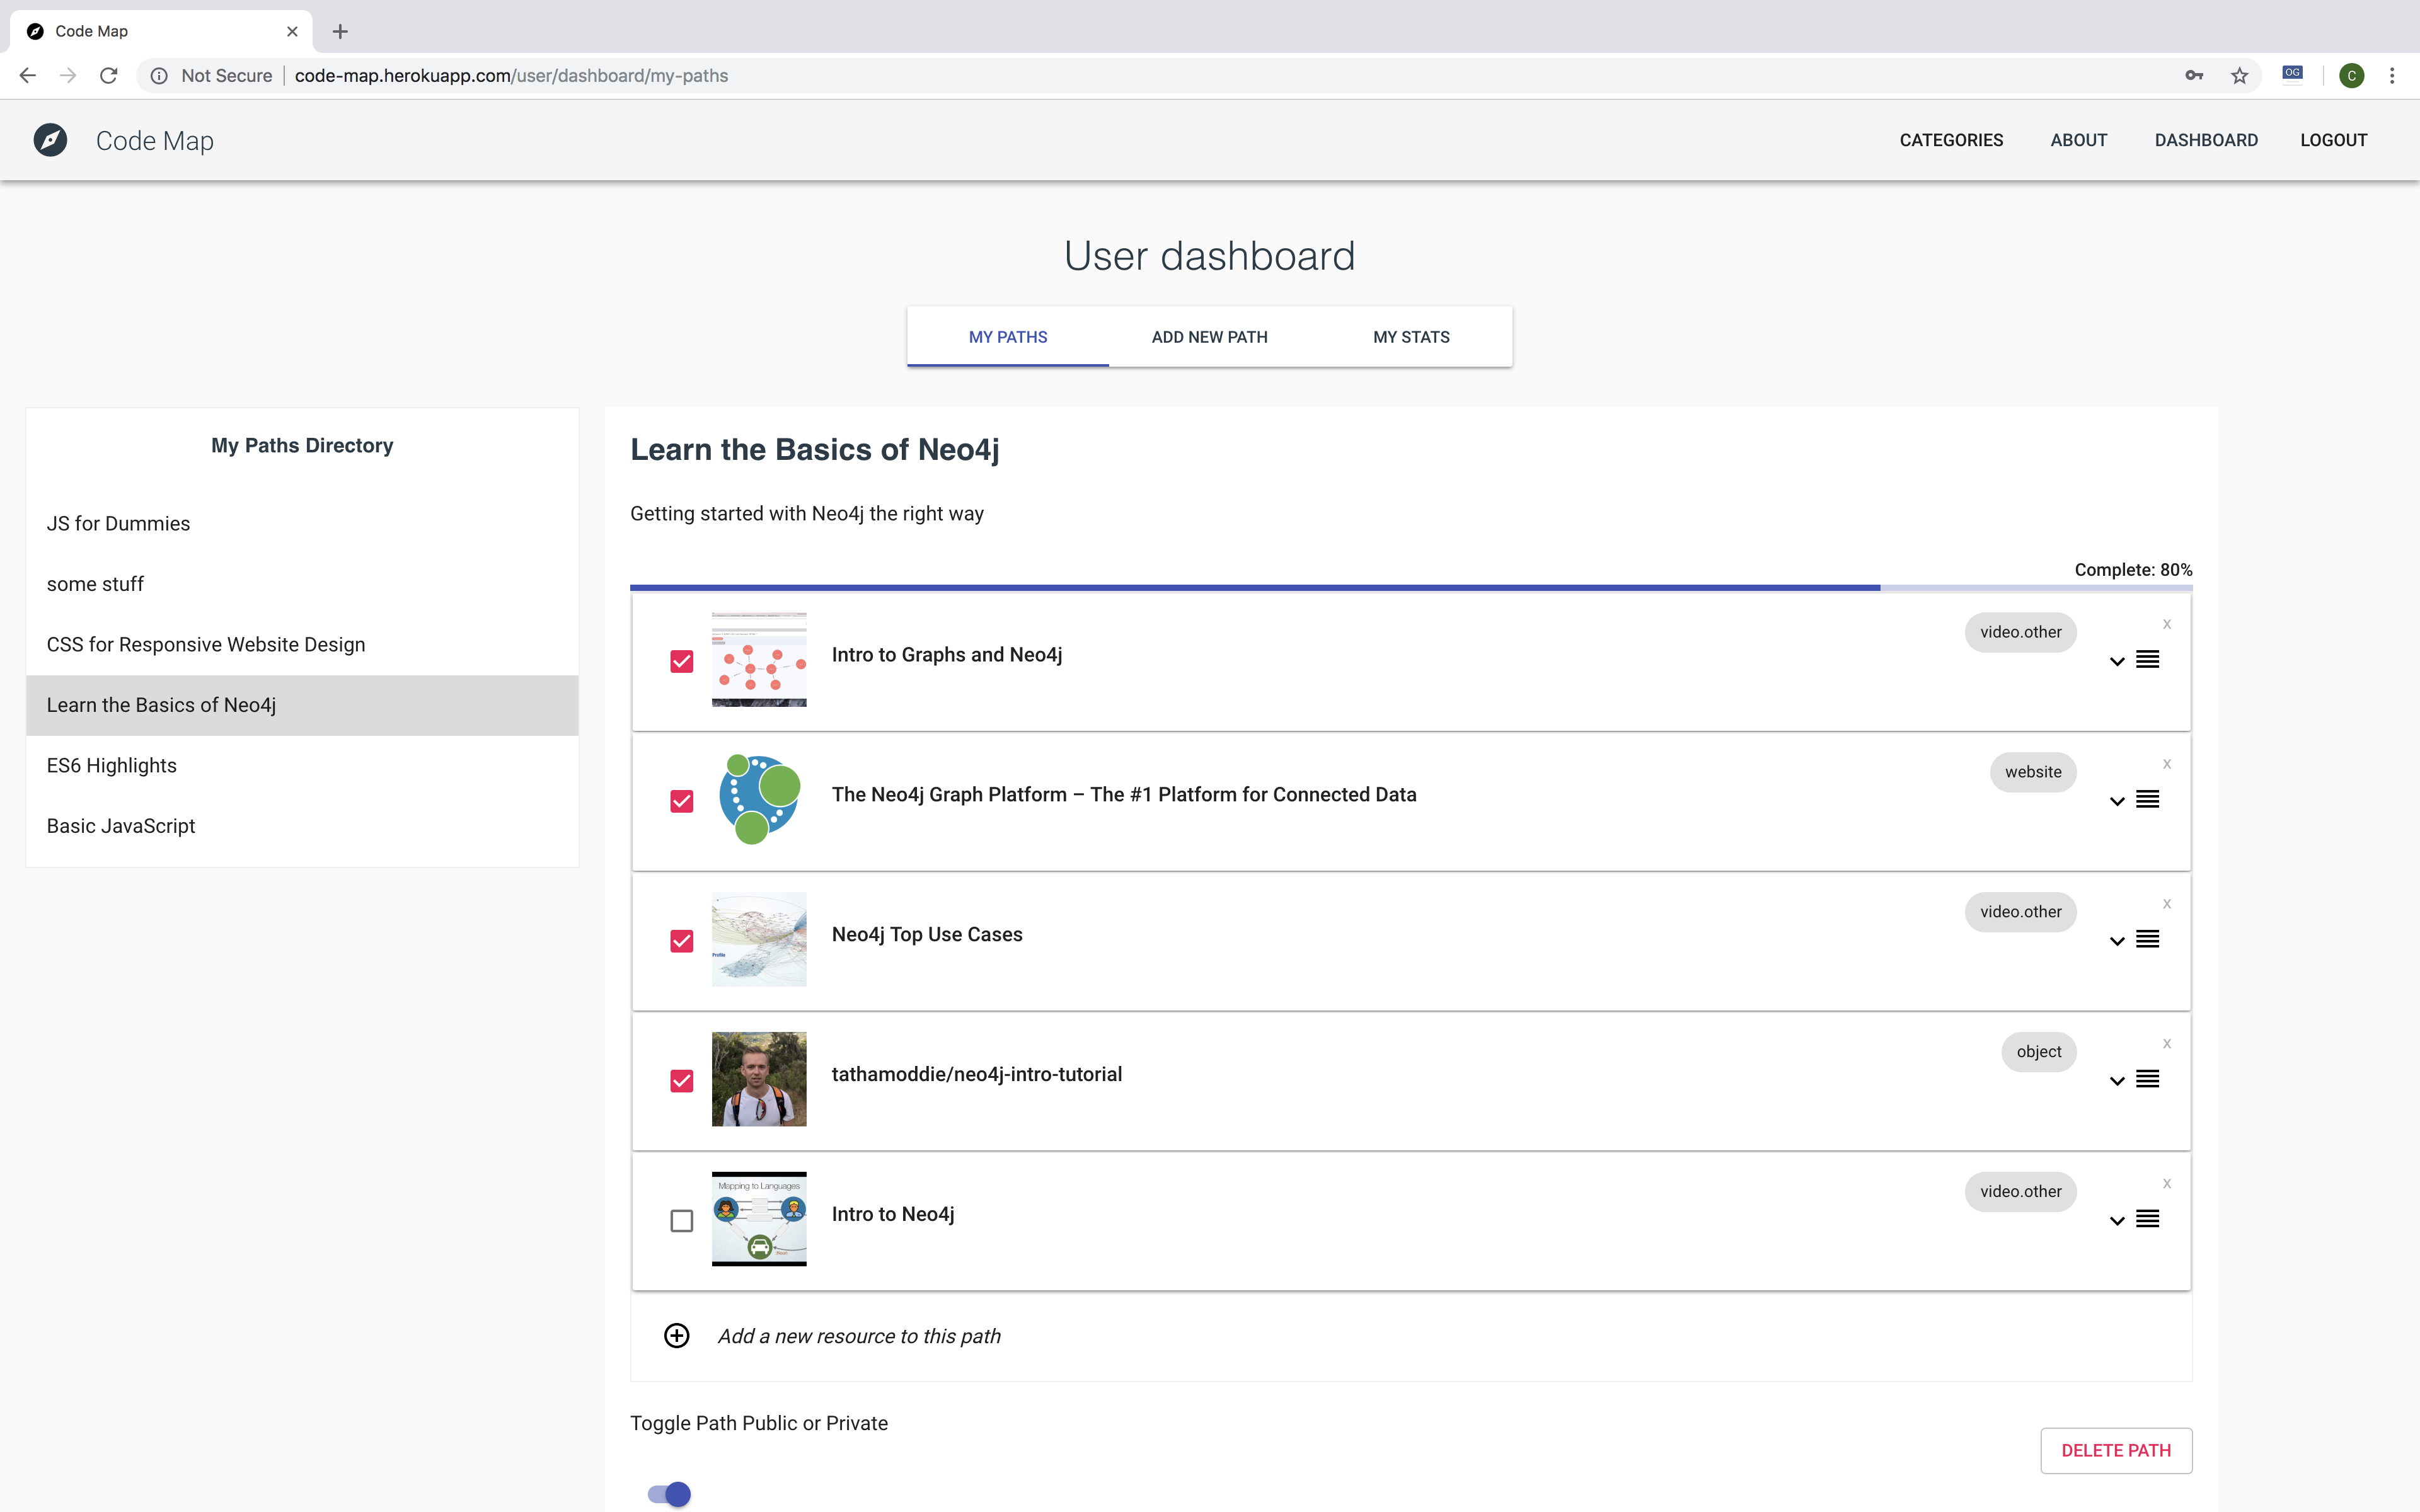 Code Map
Not Secure
code-map.herokuapp.com/user/dashboard/my-paths
OG
C
Code Map
CATEGORIES
ABOUT
DASHBOARD
LOGOUT
User dashboard
MY PATHS
ADD NEW PATH
MY STATS
My Paths Directory
JS for Dummies
some stuff
CSS for Responsive Website Design
Learn the Basics of Neo4j
ES6 Highlights
Basic JavaScript
Learn the Basics of Neo4j
Getting started with Neo4j the right way
Complete: 80%
Intro to Graphs and Neo4j
video.other
x
The Neo4j Graph Platform – The #1 Platform for Connected Data
website
x
Profile
Neo4j Top Use Cases
video.other
x
tathamoddie/neo4j-intro-tutorial
object
x
Mapping to Languages
Intro to Neo4j
video.other
x
Add a new resource to this path
Toggle Path Public or Private
DELETE PATH